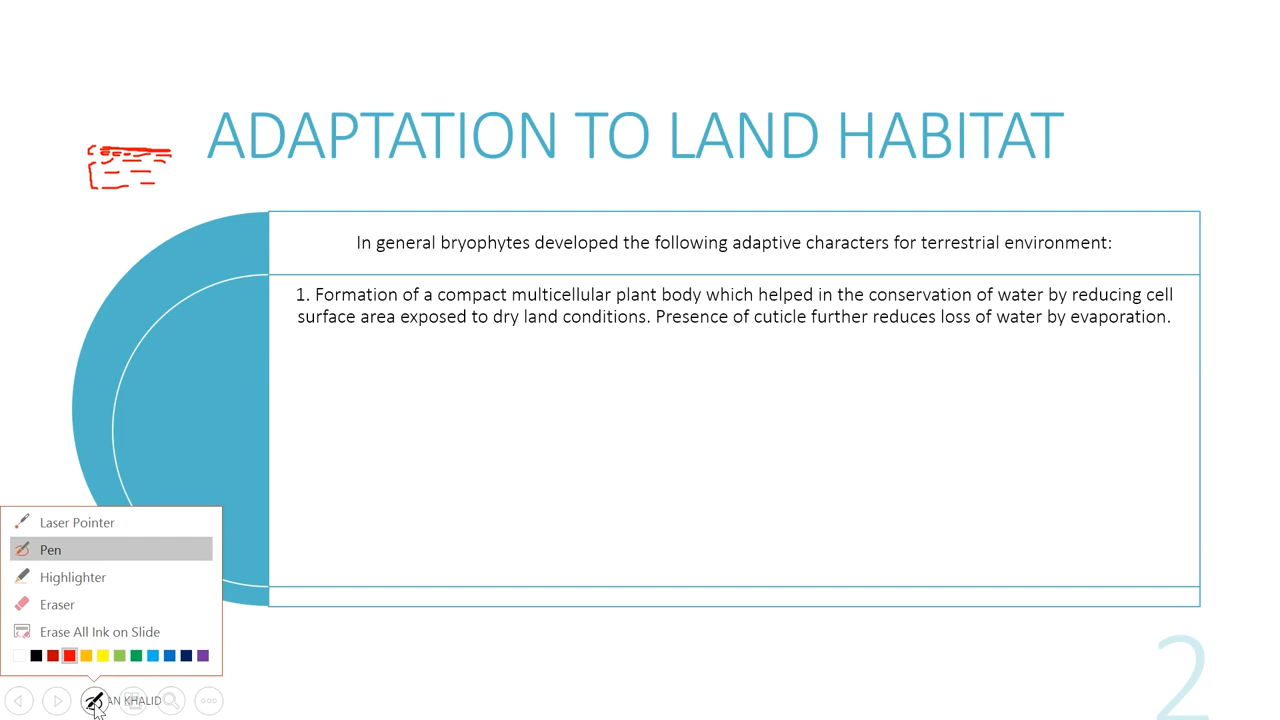 ADAPTATION TO LAND HABITAT
In general bryophytes developed the following adaptive characters for terrestrial environment:
1. Formation of a compact multicellular plant body which helped in the conservation of water by reducing cell
surface area exposed to dry land conditions. Presence of cuticle further reduces loss of water by evaporation.
Laser Pointer
Pen
Highlighter
Eraser
Erase All Ink on Slide
KHALID
2